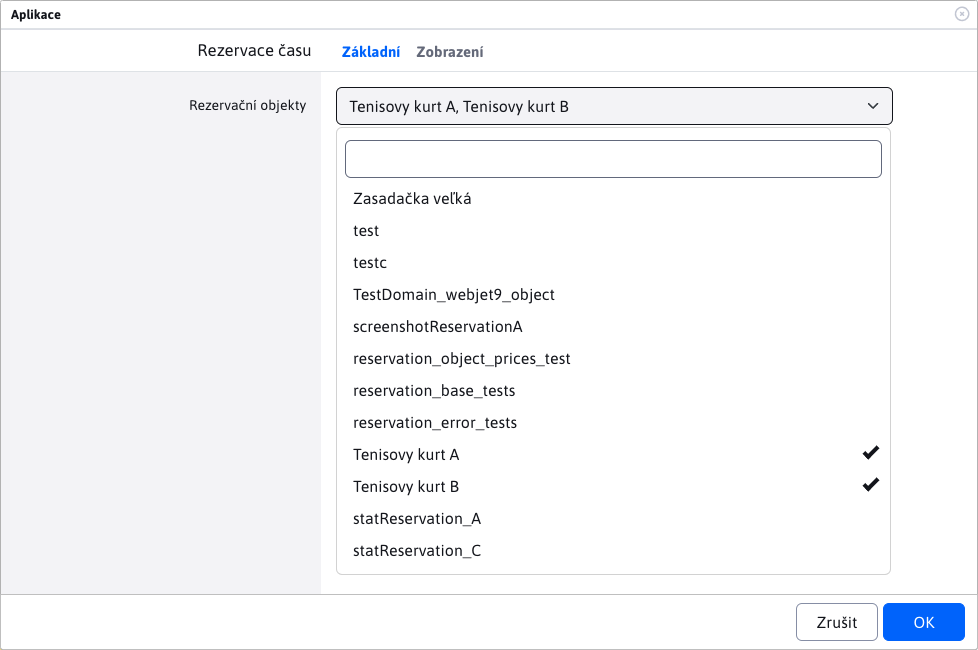 Aplikace
Rezervace času Základní Zobrazení
Rezervační objekty Tenisovy kurt A, Tenisovy kurt B
Zasadačka veľká
test
testc
TestDomain_webjet9_object
screenshotReservationA
reservation_object_prices_test
reservation_base_tests
reservation_error_tests
Tenisovy kurt A
Tenisovy kurt B
statReservation_A
statReservation_C
Zrušit OK